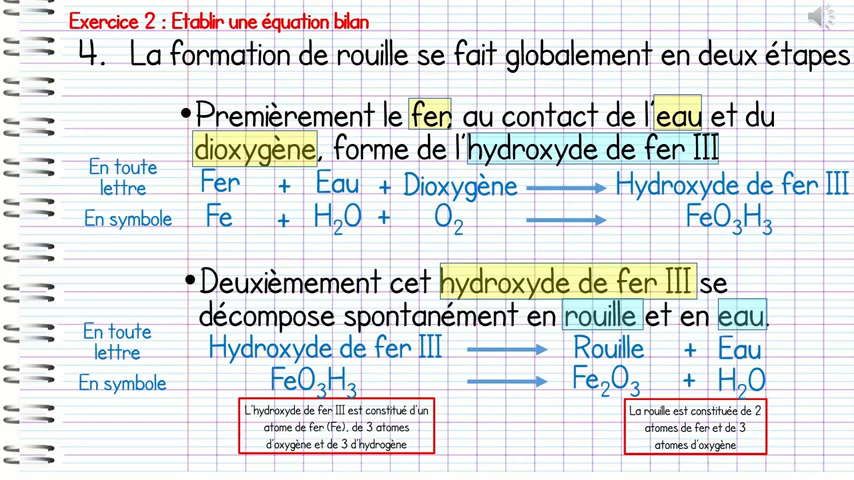 Exercice 2 : Etablir une équation bilan
4. La formation de rouille se fait globalement en deux étapes
•Premièrement le fer, au contact de l'eau et du
dioxygène, forme de l'hydroxyde de fer III
En toute
lettre
Fer + Eau + Dioxygène ⟶ Hydroxyde de fer III
En symbole Fe + H₂O + O₂ ⟶ FeO₃H₃
•Deuxièmement cet hydroxyde de fer III se
décompose spontanément en rouille et en eau.
En toute
lettre
Hydroxyde de fer III ⟶ Rouille + Eau
En symbole FeO₃H₃ ⟶ Fe₂O₃ + H₂O
L'hydroxyde de fer III est constitué d'un
atome de fer (Fe), de 3 atomes
d'oxygène et de 3 d'hydrogène
La rouille est constituée de 2
atomes de fer et de 3
atomes d'oxygène